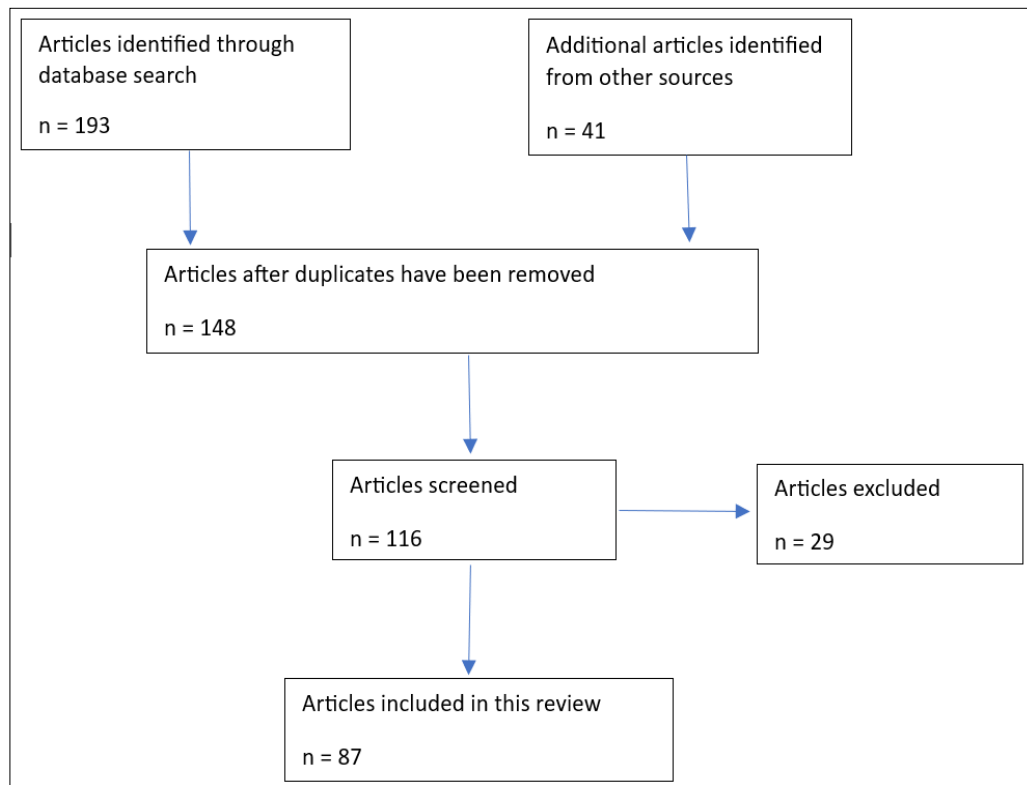 Articles identified through
database search
n = 193
Additional articles identified
from other sources
n = 41
Articles after duplicates have been removed
n = 148
Articles screened
n = 116
Articles excluded
n = 29
Articles included in this review
n = 87